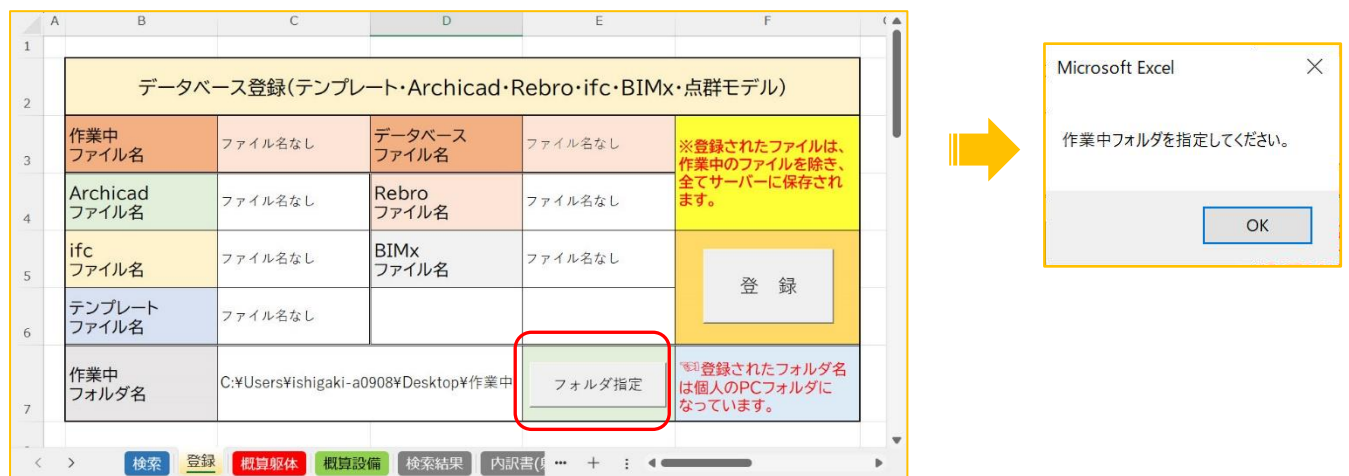 A B C D E F
1
2
データベース登録(テンプレート・Archicad・Rebro・ifc・BIMx・点群モデル)
3
作業中
ファイル名
ファイル名なし
データベース
ファイル名
ファイル名なし
※登録されたファイルは、
作業中のファイルを除き、
全てサーバーに保存され
ます。
4
Archicad
ファイル名
ファイル名なし
Rebro
ファイル名
ファイル名なし
5
ifc
ファイル名
ファイル名なし
BIMx
ファイル名
ファイル名なし
登 録
6
テンプレート
ファイル名
ファイル名なし
7
作業中
フォルダ名
C:¥Users¥ishigaki-a0908¥Desktop¥作業中
フォルダ指定
☜登録されたフォルダ名
は個人のPCフォルダに
なっています。
検索 登録 概算躯体 概算設備 検索結果 内訳書(
Microsoft Excel
作業中フォルダを指定してください。
OK